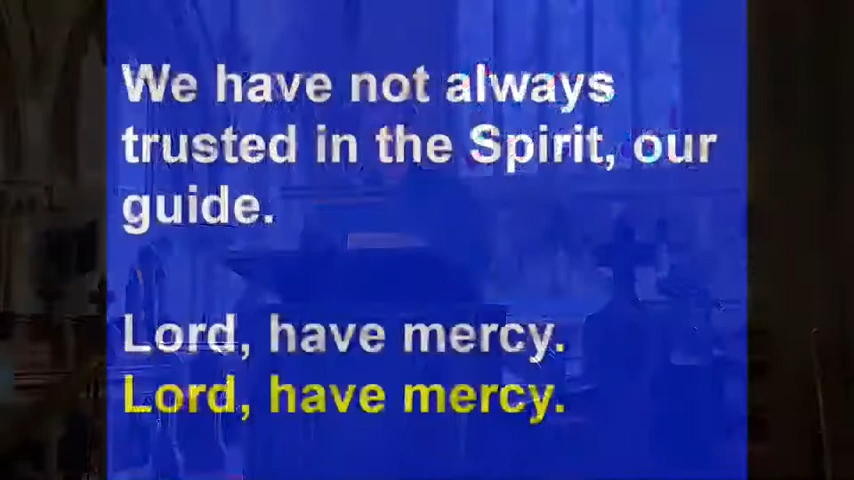 We have not always
trusted in the Spirit, our
guide.
Lord, have mercy.
Lord, have mercy.